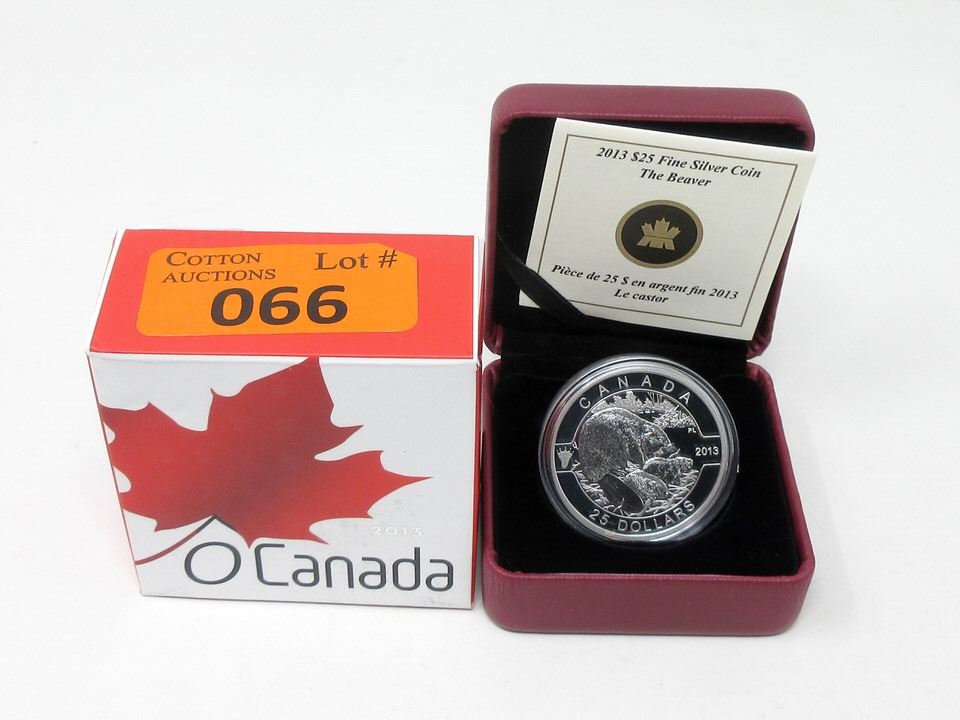 COTTON AUCTIONS Lot #
066
2013
O Canada
2013 $25 Fine Silver Coin
The Beaver
Pièce de 25 $ en argent fin 2013
Le castor
CANADA
PL
2013
25 DOLLARS